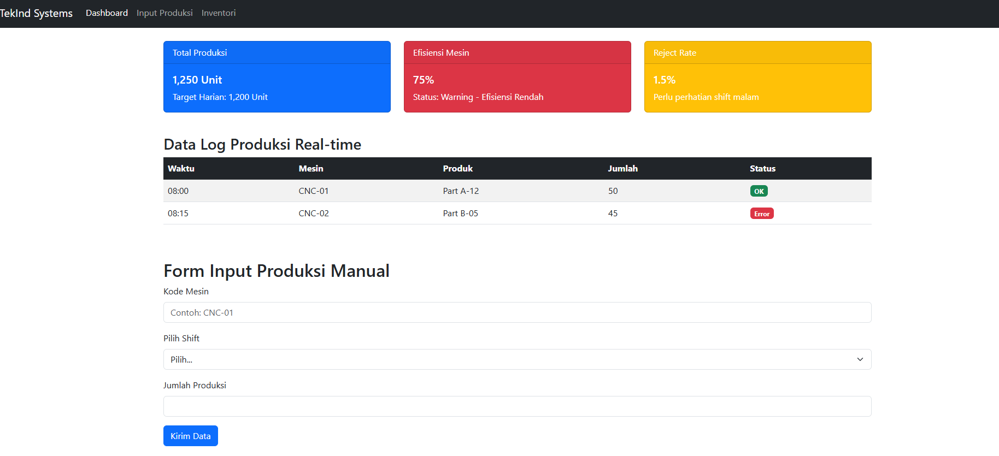 TekInd Systems Dashboard Input Produksi Inventori
Total Produksi
1,250 Unit
Target Harian: 1,200 Unit
Efisiensi Mesin
75%
Status: Warning - Efisiensi Rendah
Reject Rate
1.5%
Perlu perhatian shift malam
Data Log Produksi Real-time
Waktu Mesin Produk Jumlah Status
08:00 CNC-01 Part A-12 50 OK
08:15 CNC-02 Part B-05 45 Error
Form Input Produksi Manual
Kode Mesin
Contoh: CNC-01
Pilih Shift
Pilih...
Jumlah Produksi
Kirim Data